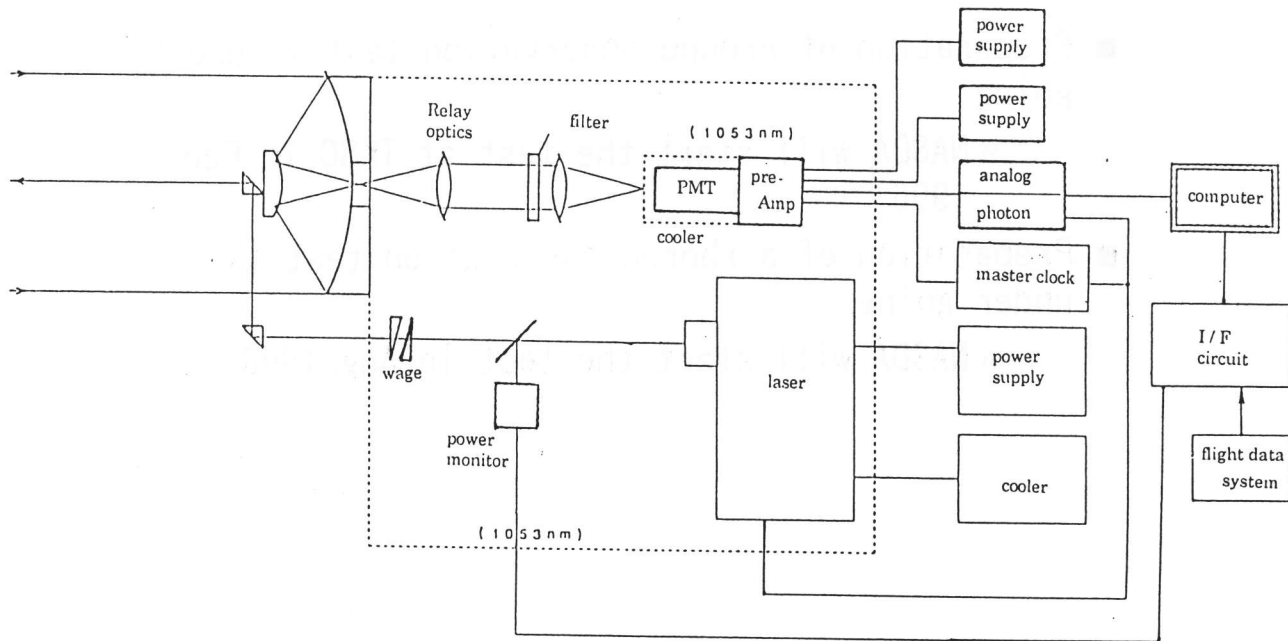 power
supply
power
supply
Relay
optics
filter
(1053nm)
PMT
pre-
Amp
cooler
analog
photon
computer
master clock
I/F
circuit
wage
laser
power
supply
power
monitor
cooler
flight data
system
(1053nm)